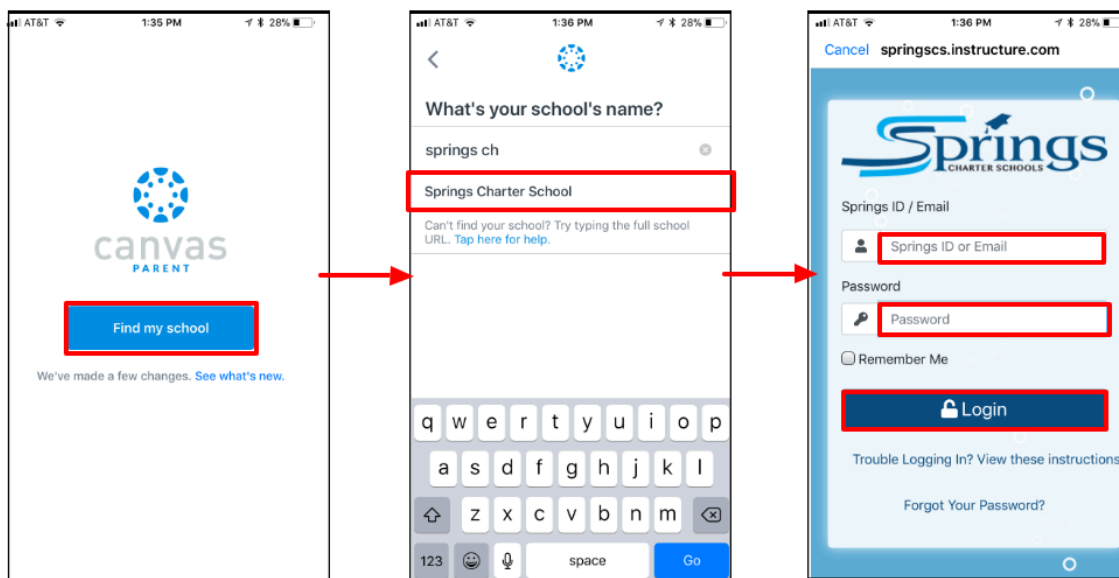 AT&T 1:35 PM 28%
canvas
PARENT
Find my school
We've made a few changes. See what's new.
AT&T 1:36 PM 28%
What's your school's name?
springs ch
Springs Charter School
Can't find your school? Try typing the full school
URL. Tap here for help.
q w e r t y u i o p
a s d f g h j k l
z x c v b n m
123 space Go
AT&T 1:36 PM 28%
Cancel springscs.instructure.com
Springs
CHARTER SCHOOLS
Springs ID / Email
Springs ID or Email
Password
Password
Remember Me
Login
Trouble Logging In? View these instructions
Forgot Your Password?